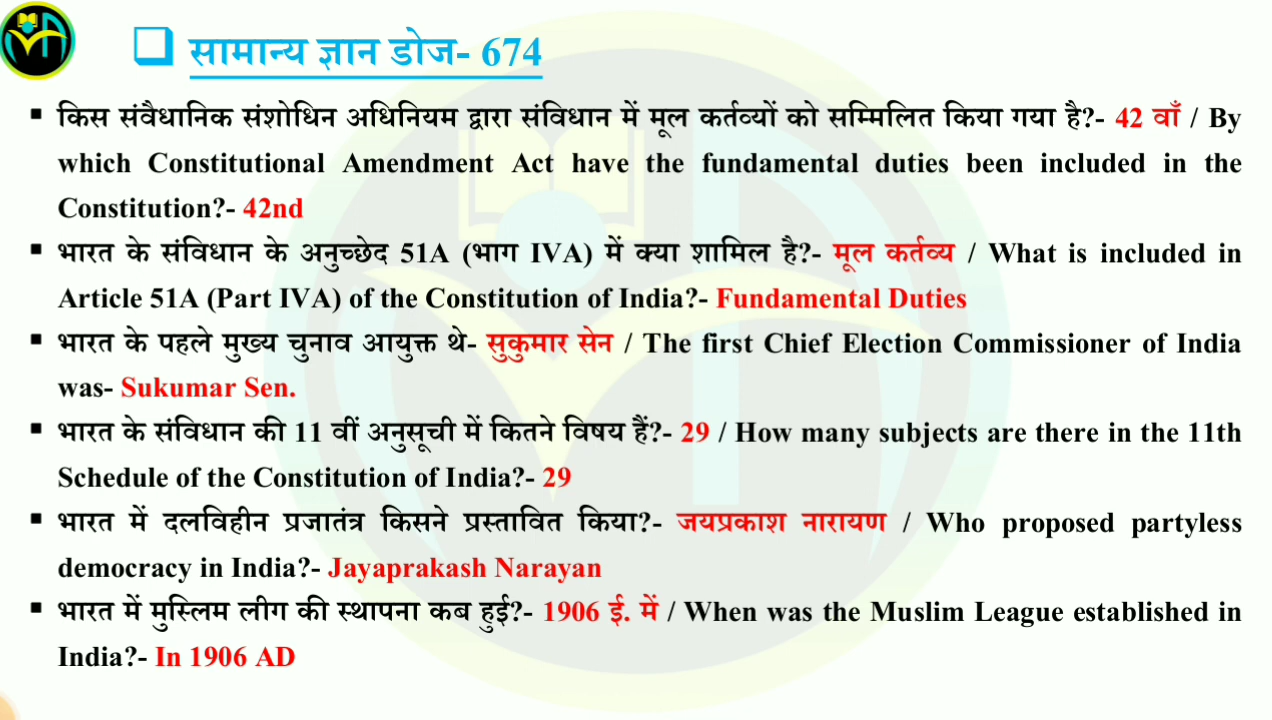 ❑ सामान्य ज्ञान डोज- 674
▪ किस संवैधानिक संशोधिन अधिनियम द्वारा संविधान में मूल कर्तव्यों को सम्मिलित किया गया है?- 42 वाँ / By
which Constitutional Amendment Act have the fundamental duties been included in the
Constitution?- 42nd
▪ भारत के संविधान के अनुच्छेद 51A (भाग IVA) में क्या शामिल है?- मूल कर्तव्य / What is included in
Article 51A (Part IVA) of the Constitution of India?- Fundamental Duties
▪ भारत के पहले मुख्य चुनाव आयुक्त थे- सुकुमार सेन / The first Chief Election Commissioner of India
was- Sukumar Sen.
▪ भारत के संविधान की 11 वीं अनुसूची में कितने विषय हैं?- 29 / How many subjects are there in the 11th
Schedule of the Constitution of India?- 29
▪ भारत में दलविहीन प्रजातंत्र किसने प्रस्तावित किया?- जयप्रकाश नारायण / Who proposed partyless
democracy in India?- Jayaprakash Narayan
▪ भारत में मुस्लिम लीग की स्थापना कब हुई?- 1906 ई. में / When was the Muslim League established in
India?- In 1906 AD